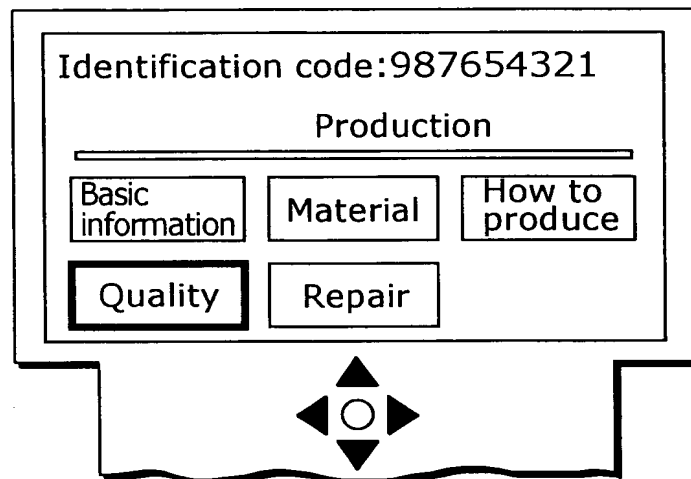 Identification code:987654321
Production
Basic
information
Material
How to
produce
Quality
Repair